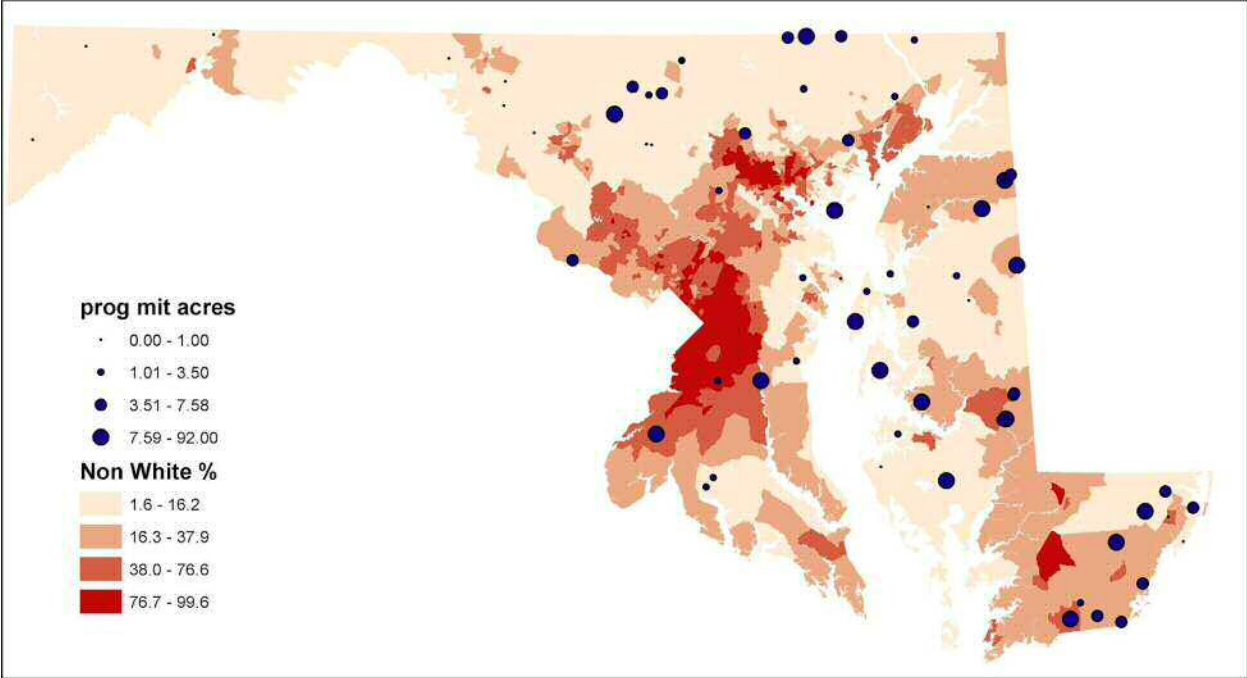 prog mit acres
0.00 - 1.00
1.01 - 3.50
3.51 - 7.58
7.59 - 92.00
Non White %
1.6 - 16.2
16.3 - 37.9
38.0 - 76.6
76.7 - 99.6